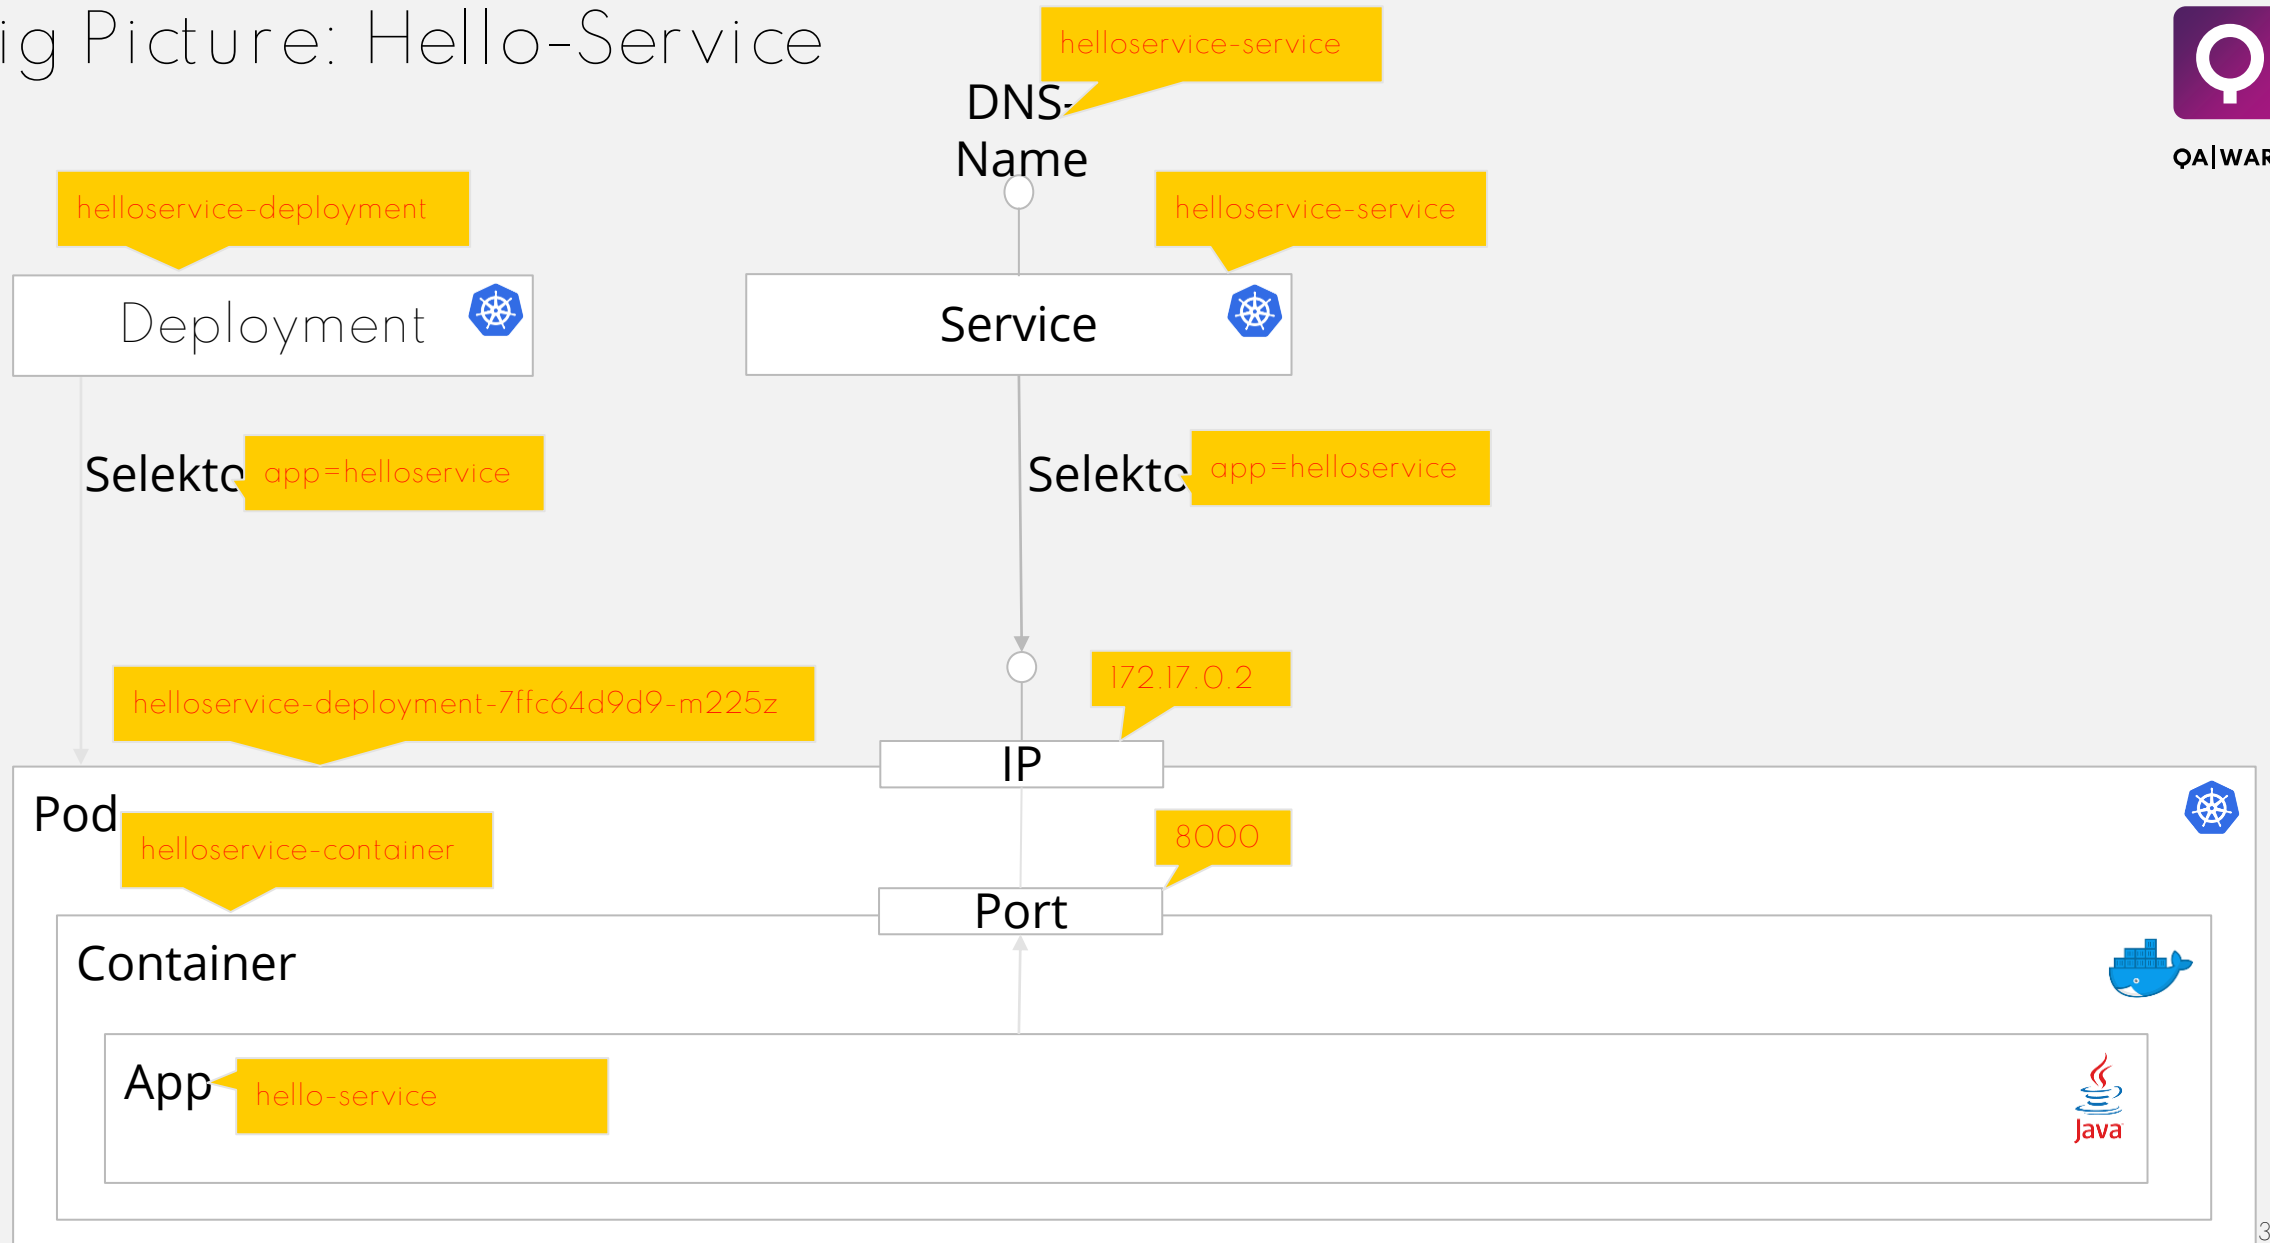 ig Picture: Hello-Service
helloservice-service
DNS-
Name
QA|WAR
helloservice-deployment
helloservice-service
Deployment
Service
Selekto
app=helloservice
Selekto
app=helloservice
helloservice-deployment-7ffc64d9d9-m225z
172.17.0.2
IP
Pod
helloservice-container
8000
Port
Container
App
hello-service
Java
3